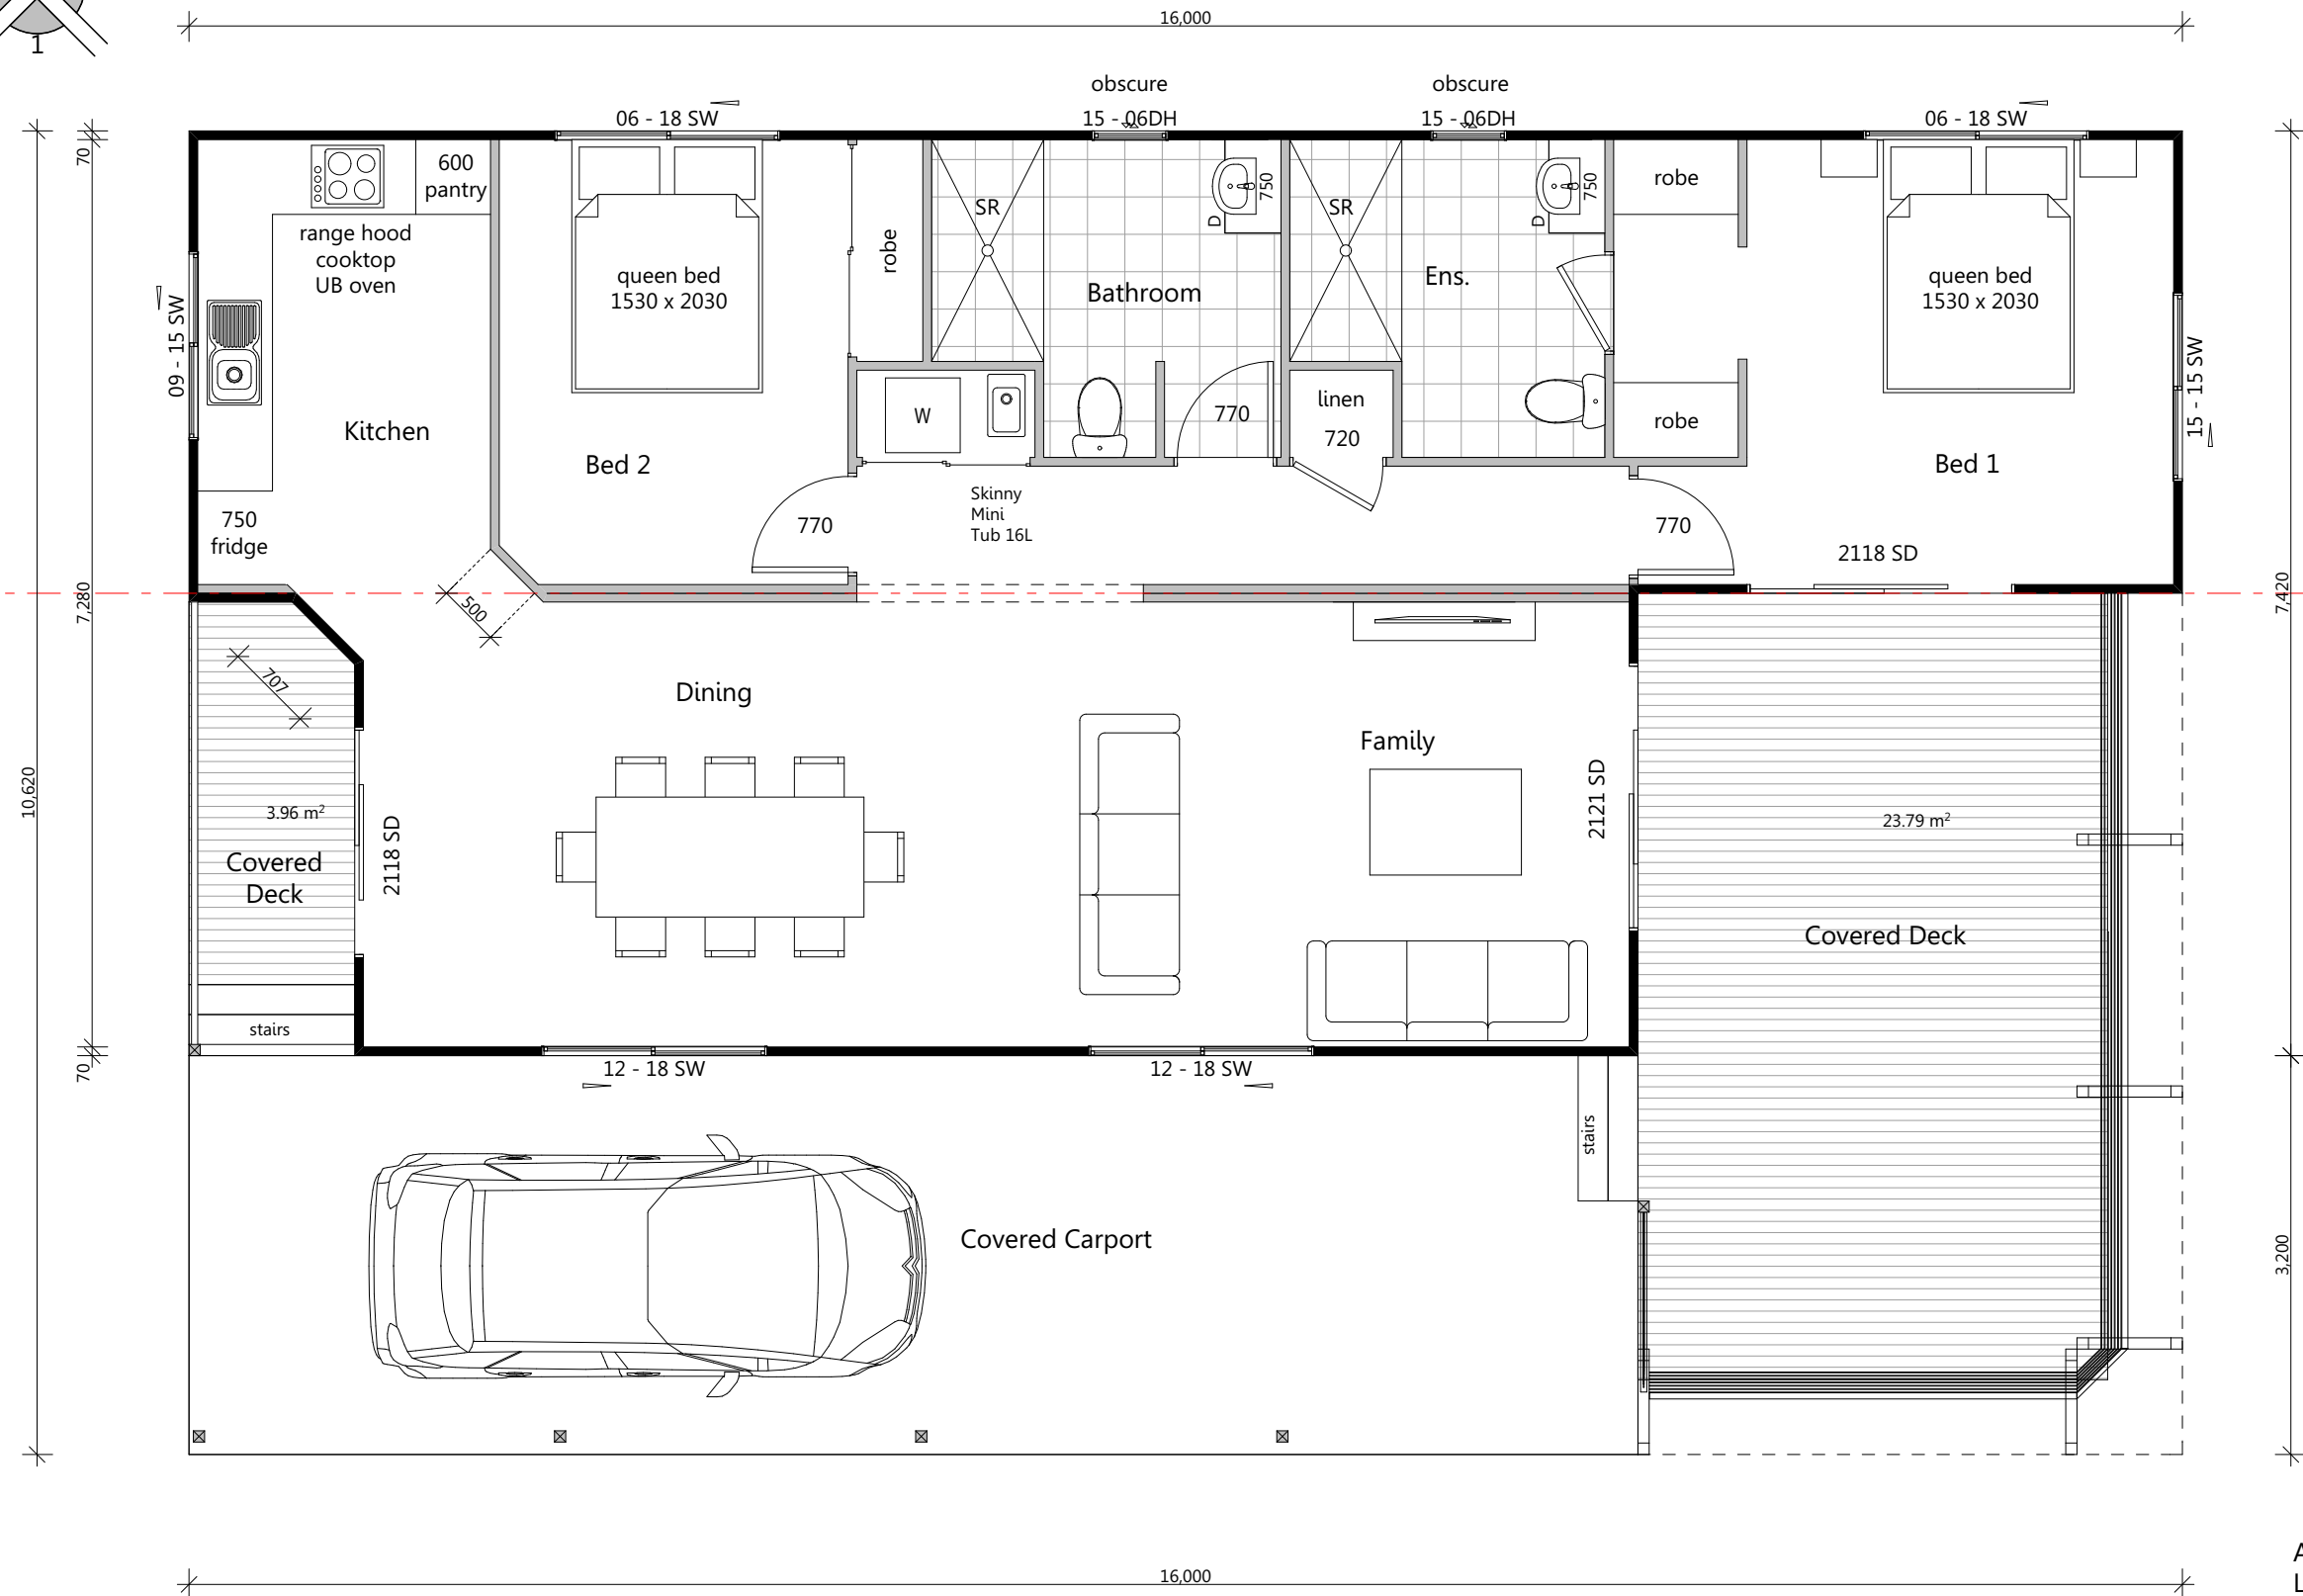 16,000
1
obscure
obscure
06 - 18 SW
15 - 06DH
15 - 06DH
06 - 18 SW
70
600
pantry
range hood
cooktop
UB oven
09 - 15 SW
Kitchen
750
fridge
queen bed
1530 x 2030
Bed 2
robe
SR
Bathroom
D
750
W
770
Skinny
Mini
Tub 16L
770
SR
Ens.
D
750
linen
720
robe
robe
770
queen bed
1530 x 2030
Bed 1
15 - 15 SW
2118 SD
7,280
7,420
500
707
Dining
Family
10,620
3.96 m²
Covered
Deck
2118 SD
2121 SD
23.79 m²
Covered Deck
stairs
70
12 - 18 SW
12 - 18 SW
stairs
Covered Carport
3,200
16,000
A
L